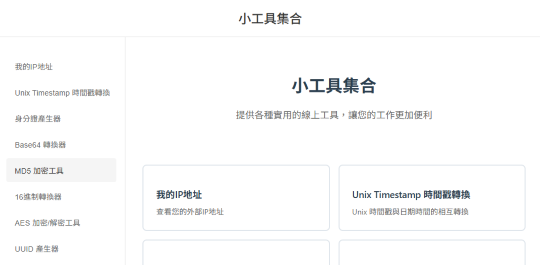 小工具集合
我的IP地址
Unix Timestamp 時間戳轉換
身分證產生器
Base64 轉換器
MD5 加密工具
16進制轉換器
AES 加密/解密工具
UUID 產生器
小工具集合
提供各種實用的線上工具，讓您的工作更加便利
我的IP地址
查看您的外部IP地址
Unix Timestamp 時間戳轉換
Unix 時間戳與日期時間的相互轉換